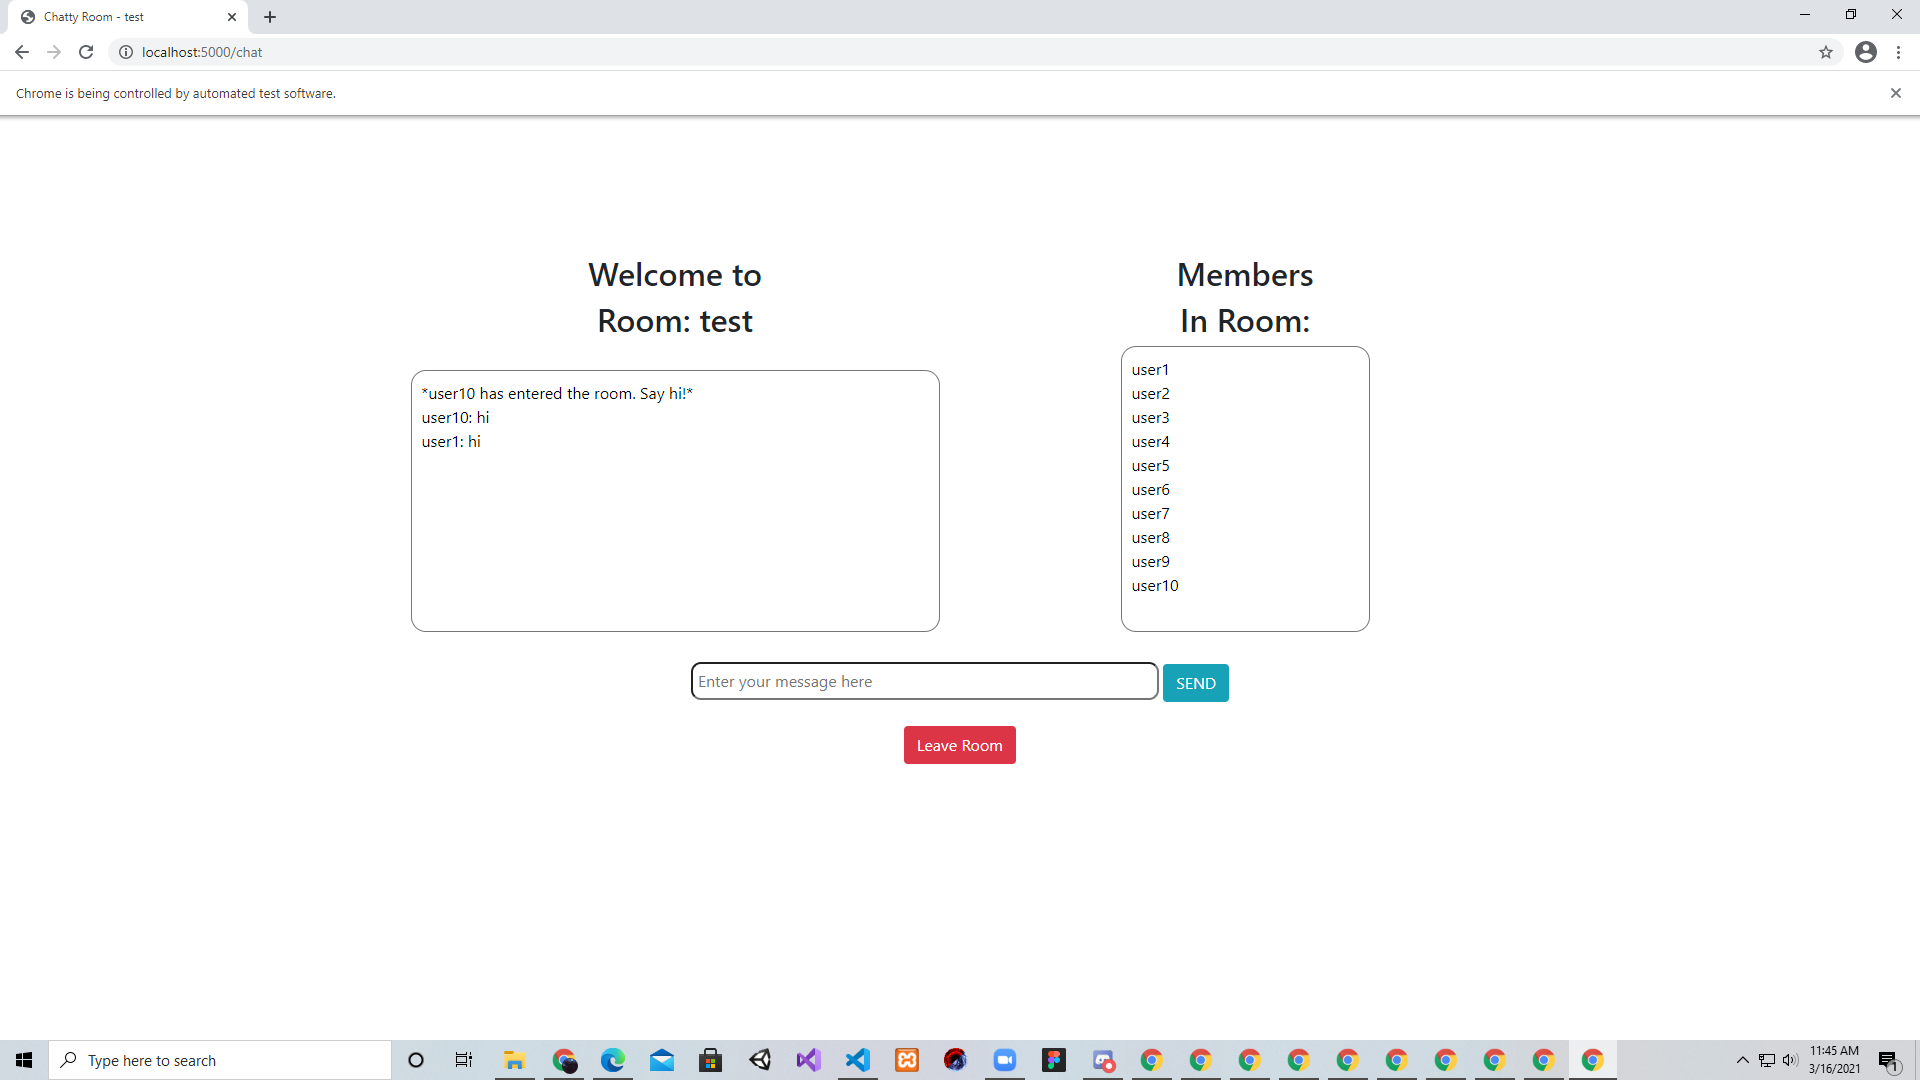 Chatty Room - test
localhost:5000/chat
Chrome is being controlled by automated test software.
Welcome to
Room: test
*user10 has entered the room. Say hi!*
user10: hi
user1: hi
Members
In Room:
user1
user2
user3
user4
user5
user6
user7
user8
user9
user10
Enter your message here
SEND
Leave Room
Type here to search
11:45 AM
3/16/2021
1